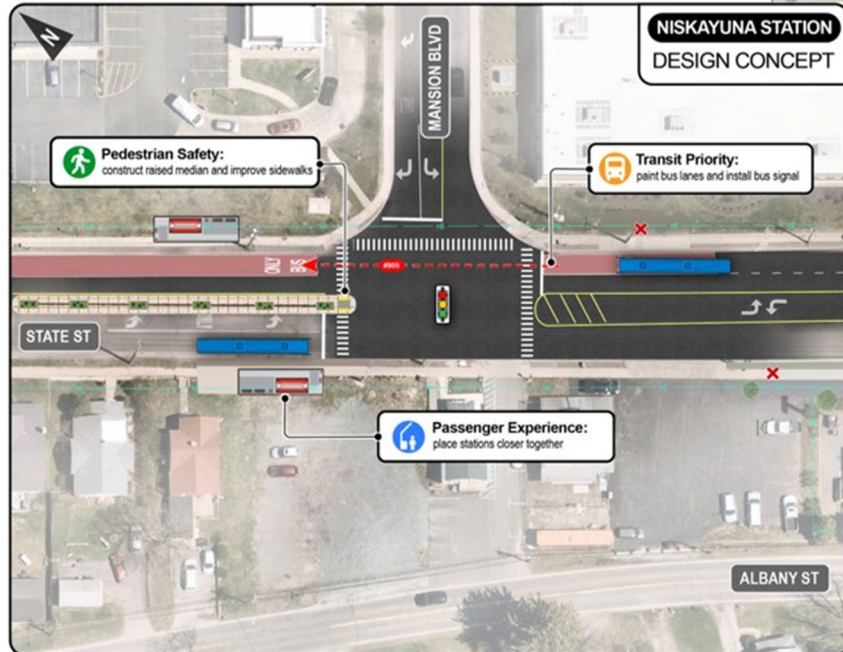 NISKAYUNA STATION
DESIGN CONCEPT
N
MANSION BLVD
Pedestrian Safety:
construct raised median and improve sidewalks
Transit Priority:
paint bus lanes and install bus signal
ONLY
BUS
#905
STATE ST
Passenger Experience:
place stations closer together
ALBANY ST